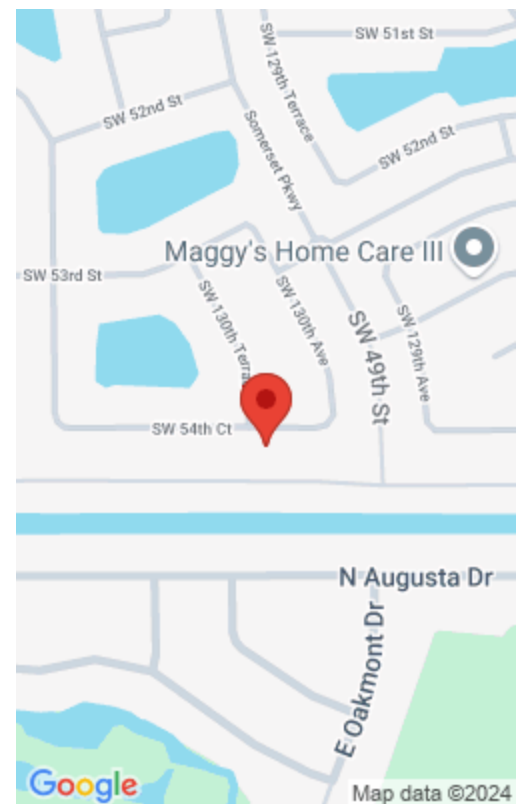 SW 51st St
SW 129th Terrace
SW 52nd St
SW 52nd St
Somerset Pkwy
Maggy's Home Care III
SW 53rd St
SW 130th Terra
SW 130th Ave
SW 49th St
SW 129th Ave
SW 54th Ct
N Augusta Dr
E Oakmont Dr
Google
Map data ©2024